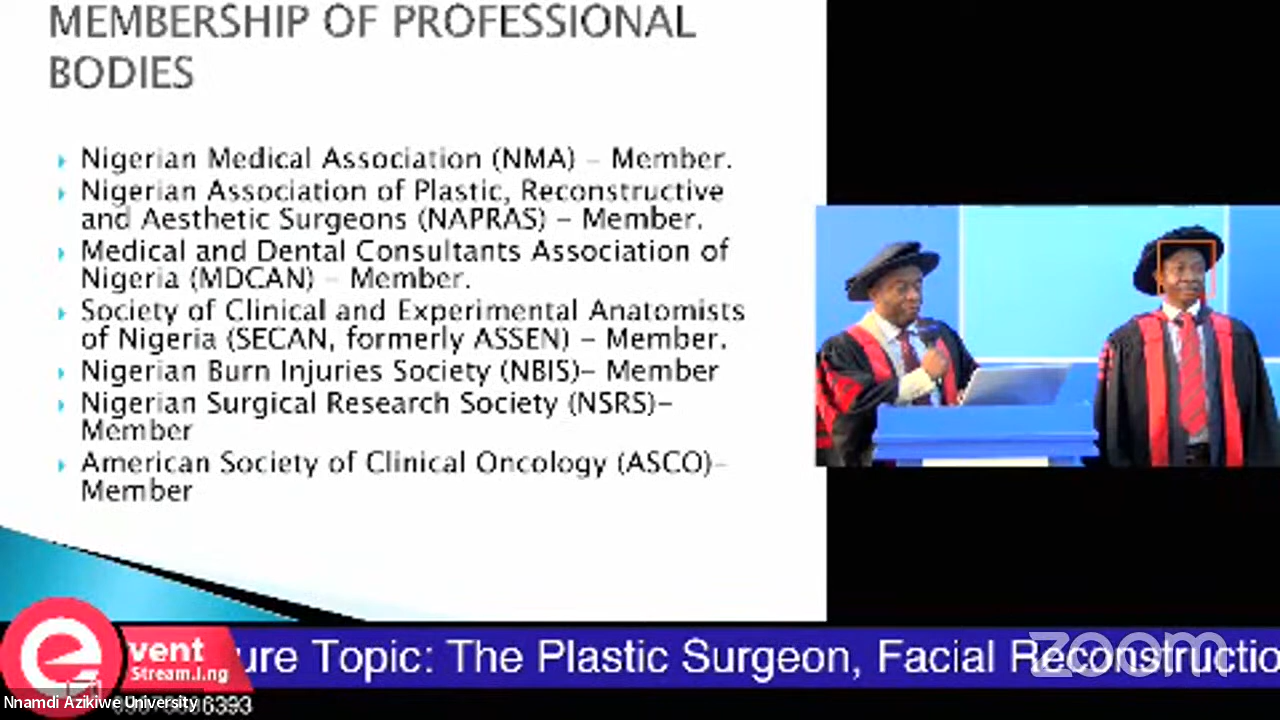 MEMBERSHIP OF PROFESSIONAL
BODIES
Nigerian Medical Association (NMA) - Member.
Nigerian Association of Plastic, Reconstructive
and Aesthetic Surgeons (NAPRAS) - Member.
Medical and Dental Consultants Association of
Nigeria (MDCAN) - Member.
Society of Clinical and Experimental Anatomists
of Nigeria (SECAN, formerly ASSEN) - Member.
Nigerian Burn Injuries Society (NBIS)- Member
Nigerian Surgical Research Society (NSRS)-
Member
American Society of Clinical Oncology (ASCO)-
Member
e vent
Stream.i.ng
ure Topic: The Plastic Surgeon, Facial Reconstructio
zoom
Nnamdi Azikiwe University